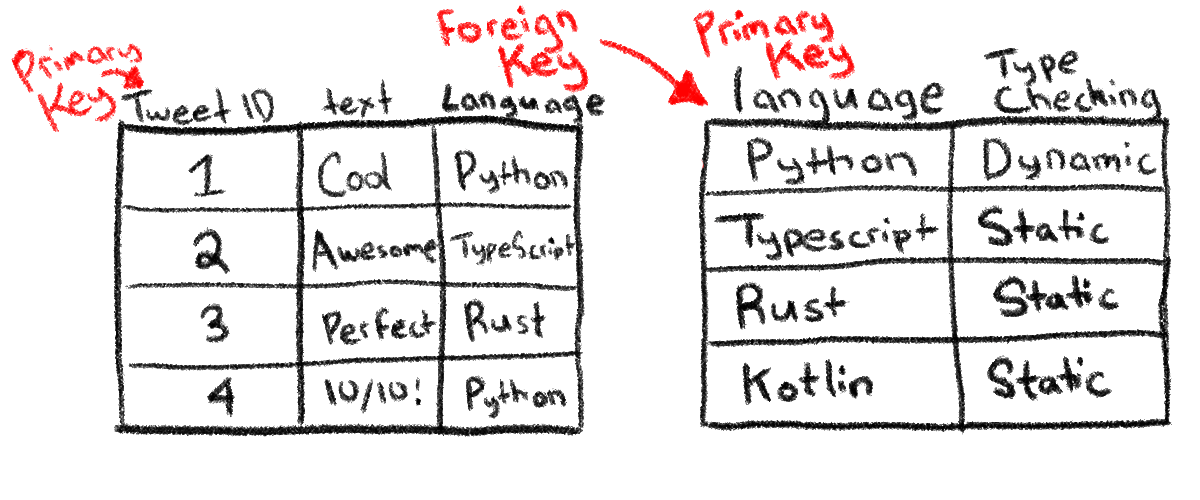 Primary
Key
Foreign
Key
Primary
Key
Tweet ID text Language
1 Cool Python
2 Awesome TypeScript
3 Perfect Rust
4 10/10! Python
language Type
Checking
Python Dynamic
Typescript Static
Rust Static
Kotlin Static